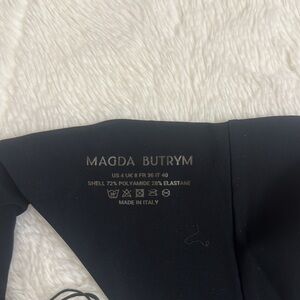 MAGDA BUTRYM
US 4 UK 8 FR 36 IT 40
SHELL 72% POLYAMIDE 28% ELASTANE
MADE IN ITALY